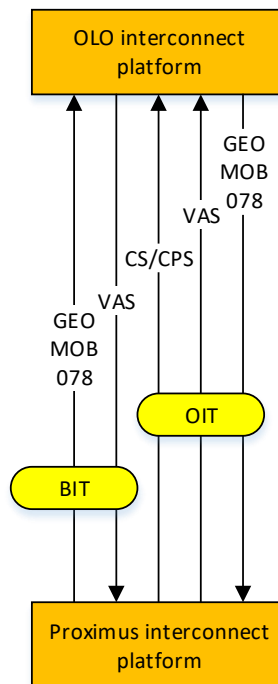 OLO interconnect
platform
GEO
MOB
078
VAS
CS/CPS
VAS
GEO
MOB
078
OIT
BIT
Proximus interconnect
platform